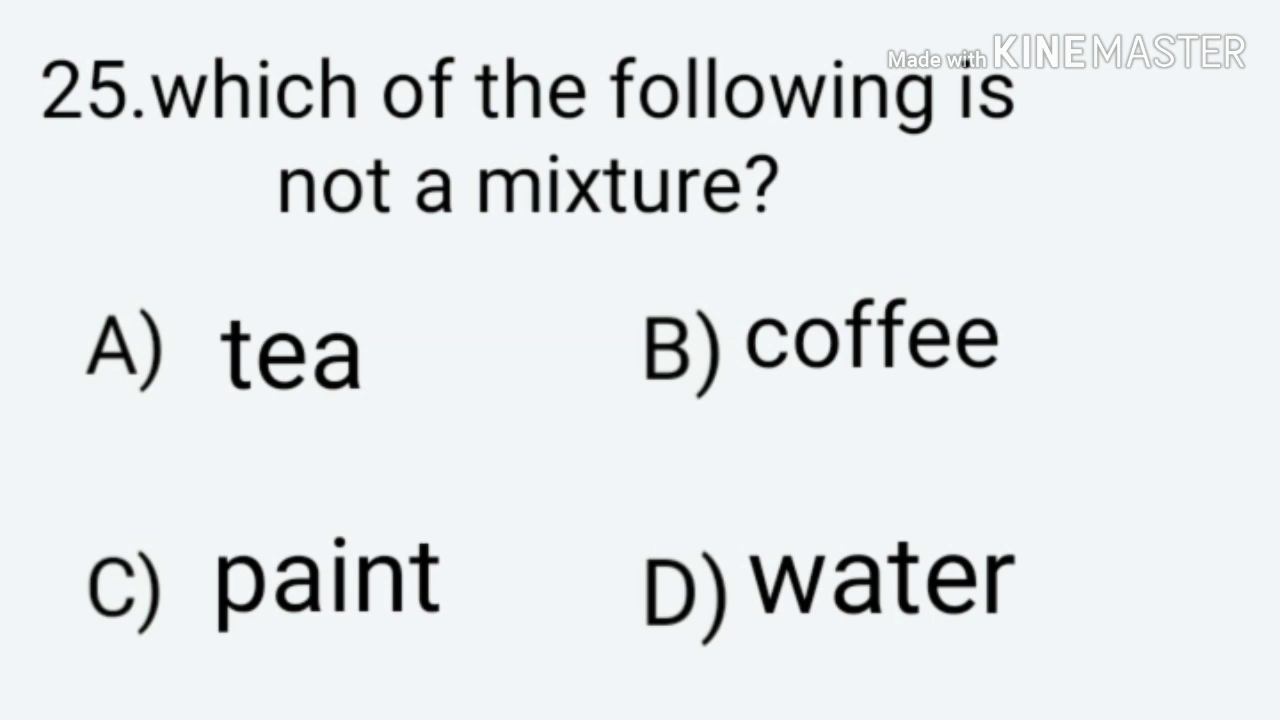 Made with KINEMASTER
25.which of the following is
not a mixture?
A) tea
B) coffee
C) paint
D) water